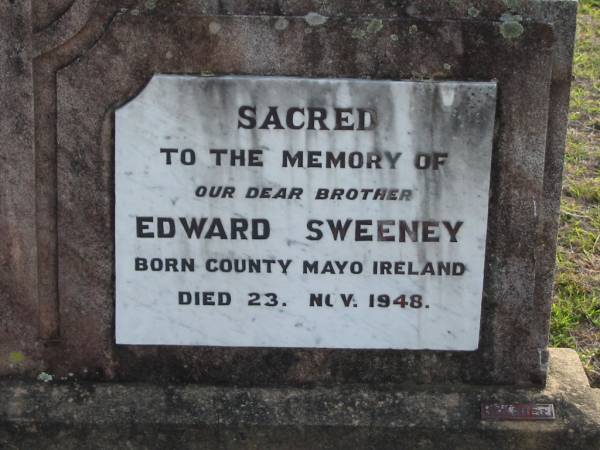 SACRED
TO THE MEMORY OF
OUR DEAR BROTHER
EDWARD SWEENEY
BORN COUNTY MAYO IRELAND
DIED 23. NOV. 1948.